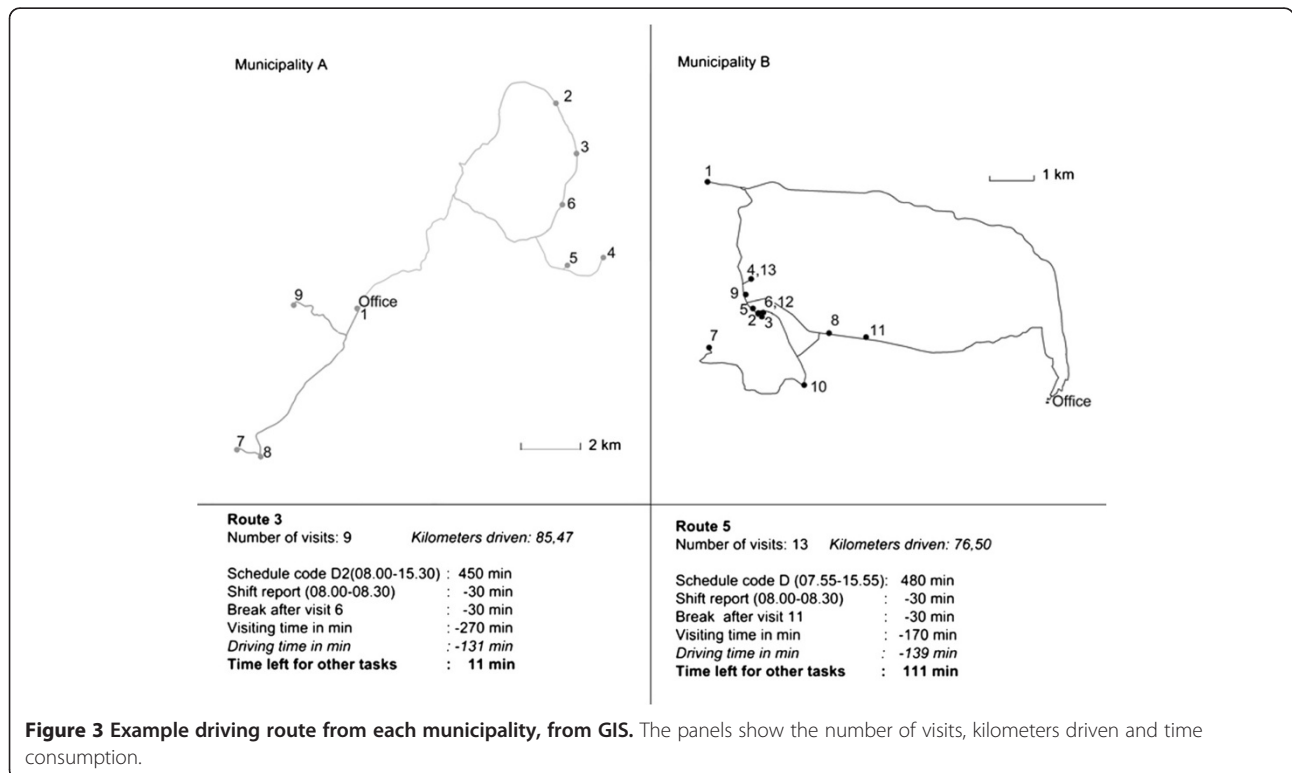 Municipality A
2
3
6
5
4
9
Office
1
7
8
2 km
Municipality B
1
1 km
4,13
9
6,12
5
2
3
8
11
7
10
Office
Route 3
Number of visits: 9 Kilometers driven: 85,47
Schedule code D2(08.00-15.30) : 450 min
Shift report (08.00-08.30) : -30 min
Break after visit 6 : -30 min
Visiting time in min : -270 min
Driving time in min : -131 min
Time left for other tasks : 11 min
Route 5
Number of visits: 13 Kilometers driven: 76,50
Schedule code D (07.55-15.55): 480 min
Shift report (08.00-08.30) : -30 min
Break after visit 11 : -30 min
Visiting time in min : -170 min
Driving time in min : -139 min
Time left for other tasks : 111 min
Figure 3 Example driving route from each municipality, from GIS. The panels show the number of visits, kilometers driven and time
consumption.